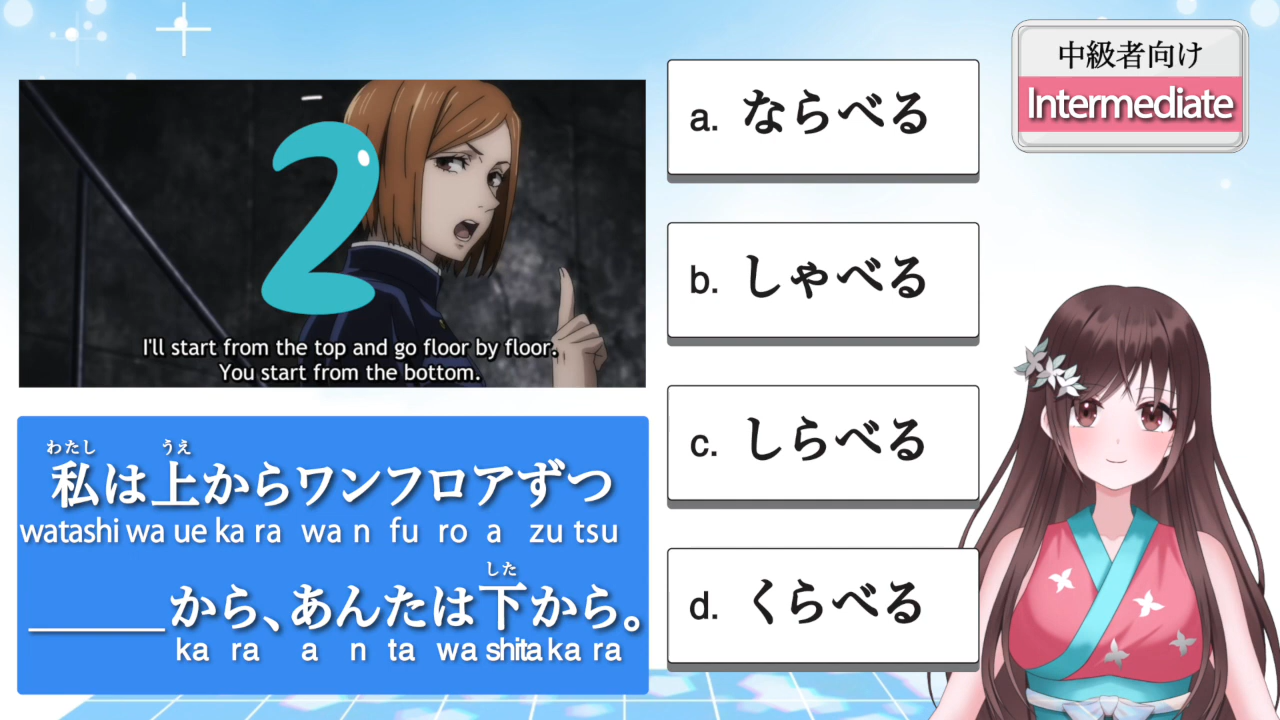 中級者向け
Intermediate
2
I'll start from the top and go floor by floor.
You start from the bottom.
a. ならべる
b. しゃべる
c. しらべる
d. くらべる
わたし うえ
私は上からワンフロアずつ
watashi wa ue ka ra wa n fu ro a zu tsu
した
______から、あんたは下から。
ka ra a n ta wa shita ka ra